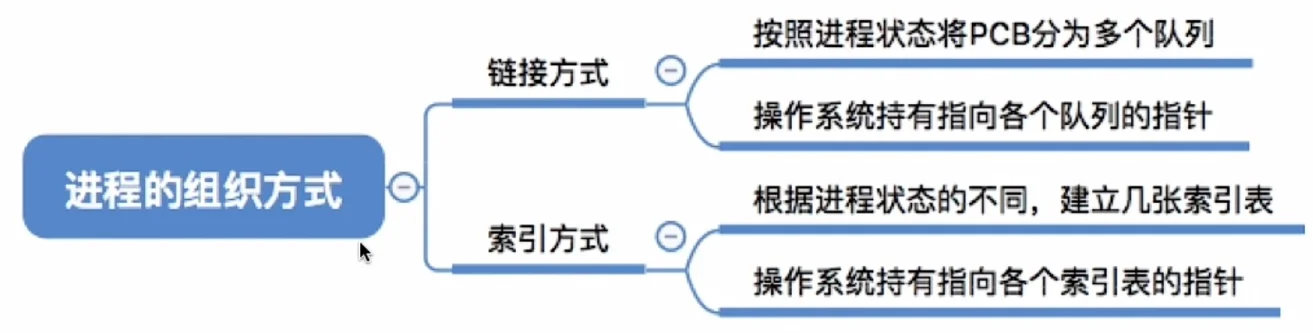 进程的组织方式
链接方式
按照进程状态将PCB分为多个队列
操作系统持有指向各个队列的指针
索引方式
根据进程状态的不同，建立几张索引表
操作系统持有指向各个索引表的指针